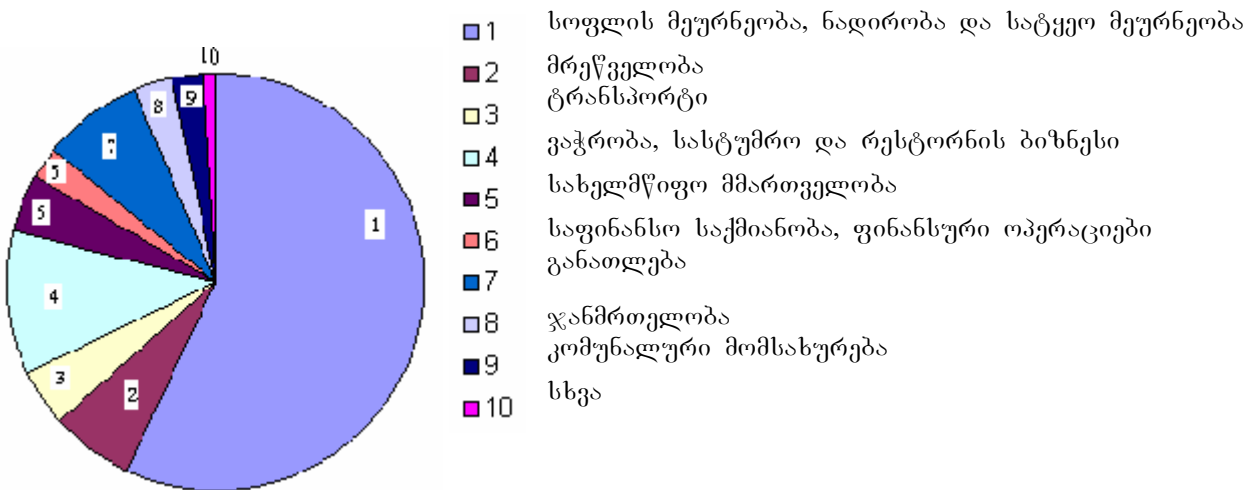 10
9
8
7
5
5
4
3
2
1
1 სოფლის მეურნეობა, ნადირობა და სატყეო მეურნეობა
2 მრეწველობა
3 ტრანსპორტი
4 ვაჭრობა, სასტუმრო და რესტორნის ბიზნესი
5 სახელმწიფო მმართველობა
6 საფინანსო საქმიანობა, ფინანსური ოპერაციები
7 განათლება
8 ჯანმრთელობა
9 კომუნალური მომსახურება
10 სხვა